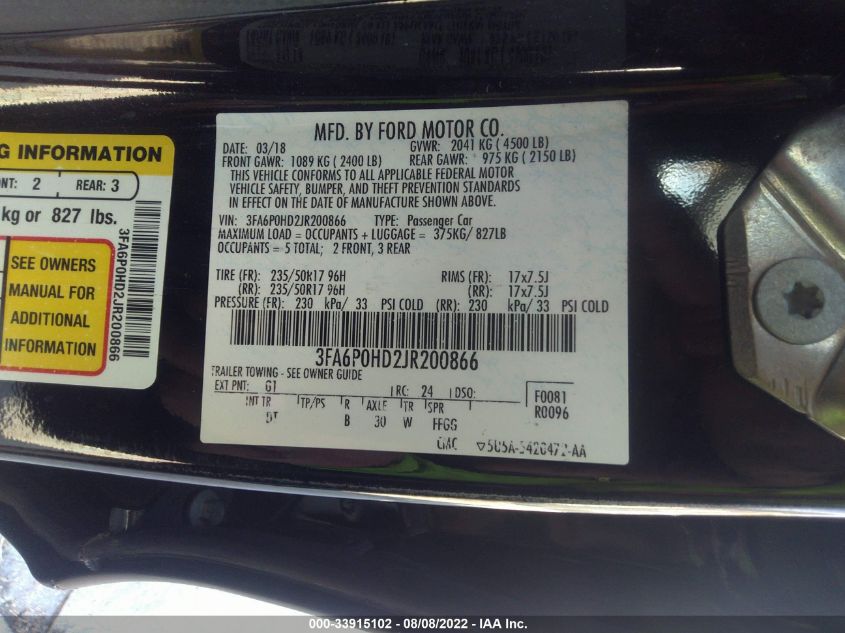 G INFORMATION
NT: 2 REAR: 3
kg or 827 lbs.
SEE OWNERS
MANUAL FOR
ADDITIONAL
INFORMATION
3FA6P0HD2JR200866
MFD. BY FORD MOTOR CO.
DATE: 03/18 GVWR: 2041 KG ( 4500 LB)
FRONT GAWR: 1089 KG ( 2400 LB) REAR GAWR: 975 KG ( 2150 LB)
THIS VEHICLE CONFORMS TO ALL APPLICABLE FEDERAL MOTOR
VEHICLE SAFETY, BUMPER, AND THEFT PREVENTION STANDARDS
IN EFFECT ON THE DATE OF MANUFACTURE SHOWN ABOVE.
VIN: 3FA6P0HD2JR200866 TYPE: Passenger Car
MAXIMUM LOAD = OCCUPANTS + LUGGAGE = 375KG/ 827LB
OCCUPANTS = 5 TOTAL; 2 FRONT, 3 REAR
TIRE (FR): 235/50R17 96H RIMS (FR): 17x7.5J
(RR): 235/50R17 96H (RR): 17x7.5J
PRESSURE (FR): 230 kPa/ 33 PSI COLD (RR): 230 kPa/ 33 PSI COLD
3FA6P0HD2JR200866
TRAILER TOWING - SEE OWNER GUIDE
EXT PNT: G1 RC: 24 DSO: F0081
INT TR TP/PS R AXLE TR SPR R0096
B 30 W FFGG
000-33915102 - 08/08/2022 - IAA Inc.